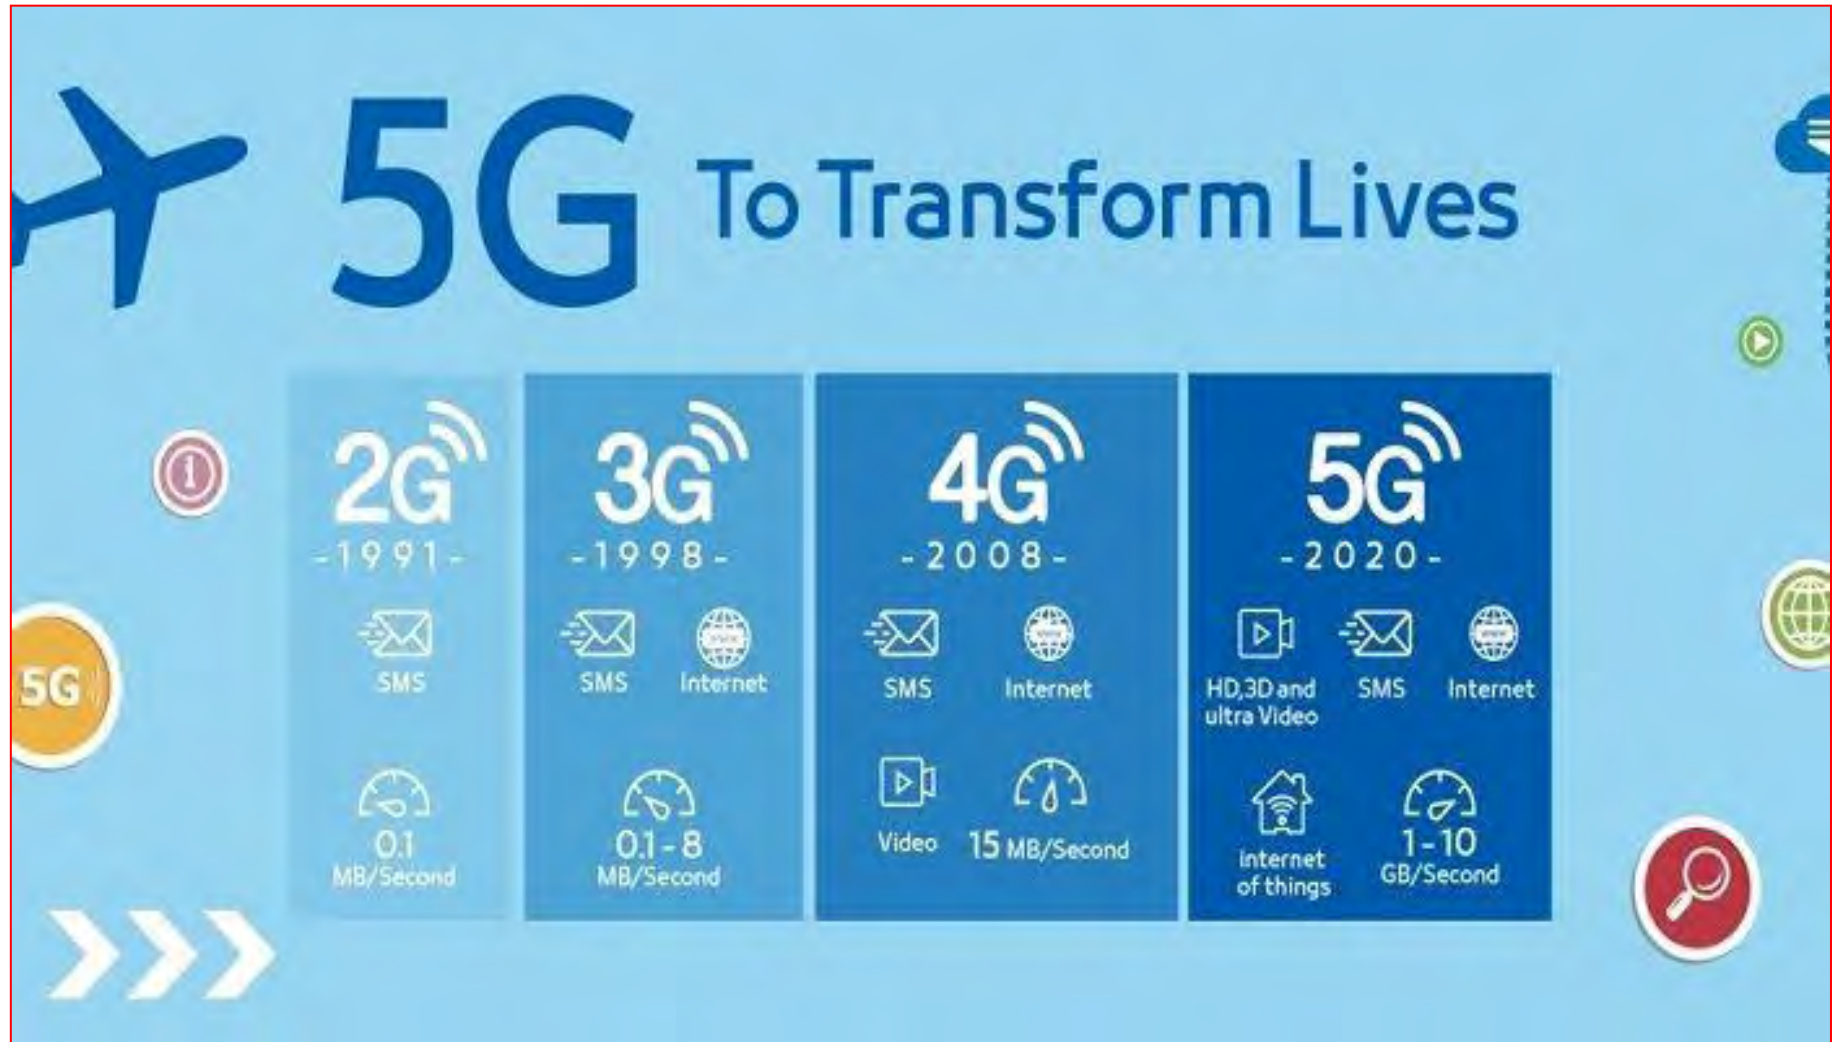 5G To Transform Lives
2G
-1991-
SMS
0.1
MB/Second
3G
-1998-
SMS Internet
0.1-8
MB/Second
4G
-2008-
SMS Internet
Video 15 MB/Second
5G
-2020-
HD,3D and
ultra Video
SMS Internet
internet
of things
1-10
GB/Second
5G